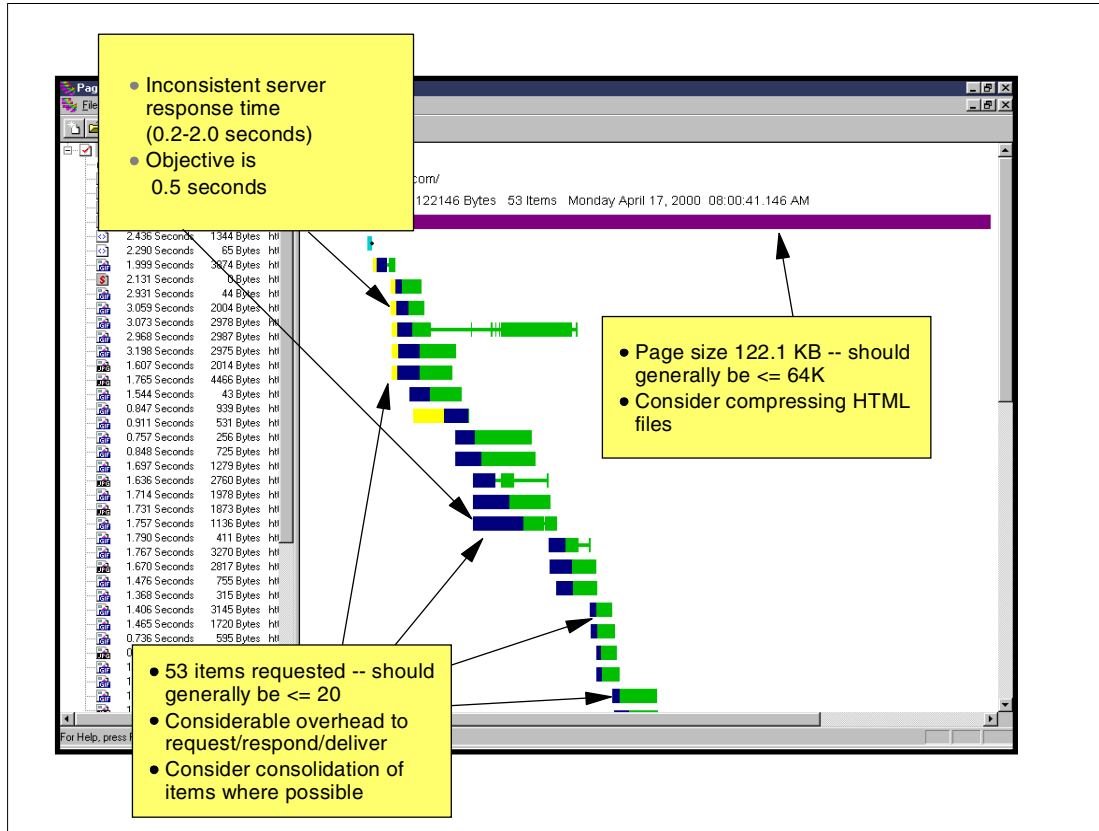 Inconsistent server
response time
(0.2-2.0 seconds)
Objective is
0.5 seconds
Pag
File
com/
122146 Bytes 53 Items Monday April 17, 2000 08:00:41.146 AM
2.436 Seconds 1344 Bytes
2.290 Seconds 65 Bytes
1.999 Seconds 3874 Bytes
2.131 Seconds 0 Bytes
2.931 Seconds 44 Bytes
3.059 Seconds 2004 Bytes
3.073 Seconds 2978 Bytes
2.968 Seconds 2987 Bytes
3.198 Seconds 2975 Bytes
1.607 Seconds 2014 Bytes
1.765 Seconds 4466 Bytes
1.544 Seconds 43 Bytes
0.847 Seconds 939 Bytes
0.911 Seconds 531 Bytes
0.757 Seconds 256 Bytes
0.848 Seconds 725 Bytes
1.697 Seconds 1279 Bytes
1.636 Seconds 2760 Bytes
1.714 Seconds 1978 Bytes
1.731 Seconds 1873 Bytes
1.757 Seconds 1136 Bytes
1.790 Seconds 411 Bytes
1.767 Seconds 3270 Bytes
1.670 Seconds 2817 Bytes
1.476 Seconds 755 Bytes
1.368 Seconds 315 Bytes
1.406 Seconds 3145 Bytes
1.465 Seconds 1720 Bytes
0.736 Seconds 595 Bytes
Page size 122.1 KB -- should
generally be <= 64K
Consider compressing HTML
files
53 items requested -- should
generally be <= 20
Considerable overhead to
request/respond/deliver
Consider consolidation of
items where possible
For Help, press